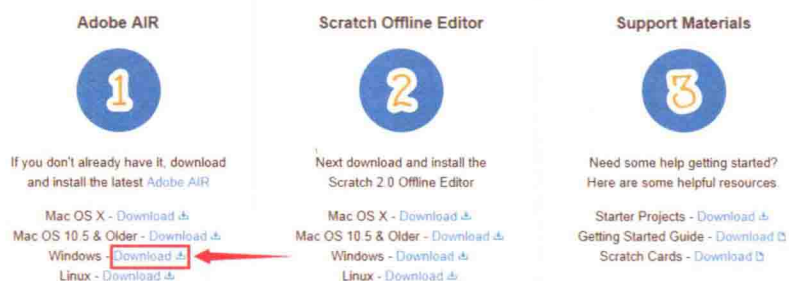 Adobe AIR
1
If you don't already have it, download
and install the latest Adobe AIR
Mac OS X - Download
Mac OS 10.5 & Older - Download
Windows - Download
Linux - Download
Scratch Offline Editor
2
Next download and install the
Scratch 2.0 Offline Editor
Mac OS X - Download
Mac OS 10.5 & Older - Download
Windows - Download
Linux - Download
Support Materials
3
Need some help getting started?
Here are some helpful resources.
Starter Projects - Download
Getting Started Guide - Download
Scratch Cards - Download